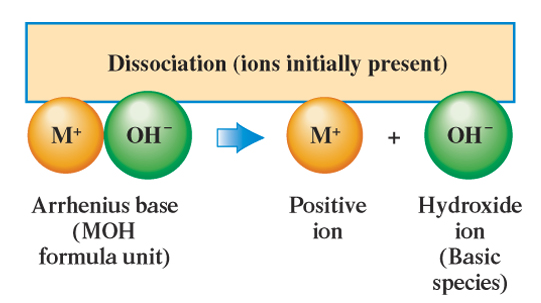 Dissociation (ions initially present)
M⁺ OH⁻ M⁺ + OH⁻
Arrhenius base Positive Hydroxide
(MOH ion ion
formula unit) (Basic
species)